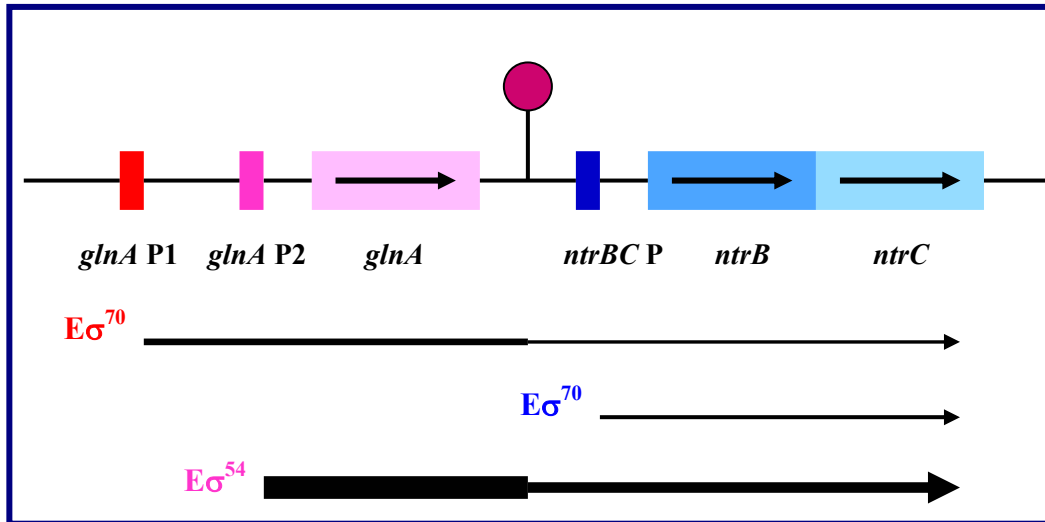 glnA P1 glnA P2 glnA ntrBC P ntrB ntrC
Eσ70
Eσ70
Eσ54